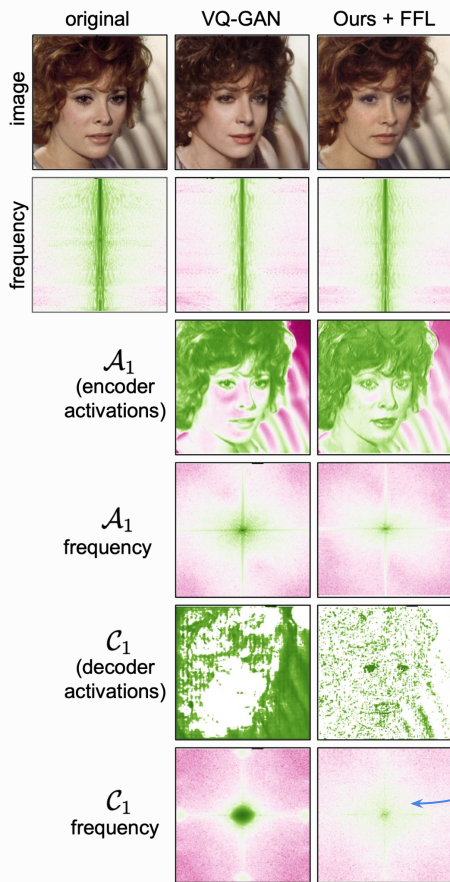 original VQ-GAN Ours + FFL
image
frequency
𝒜₁
(encoder
activations)
𝒜₁
frequency
𝒞₁
(decoder
activations)
𝒞₁
frequency